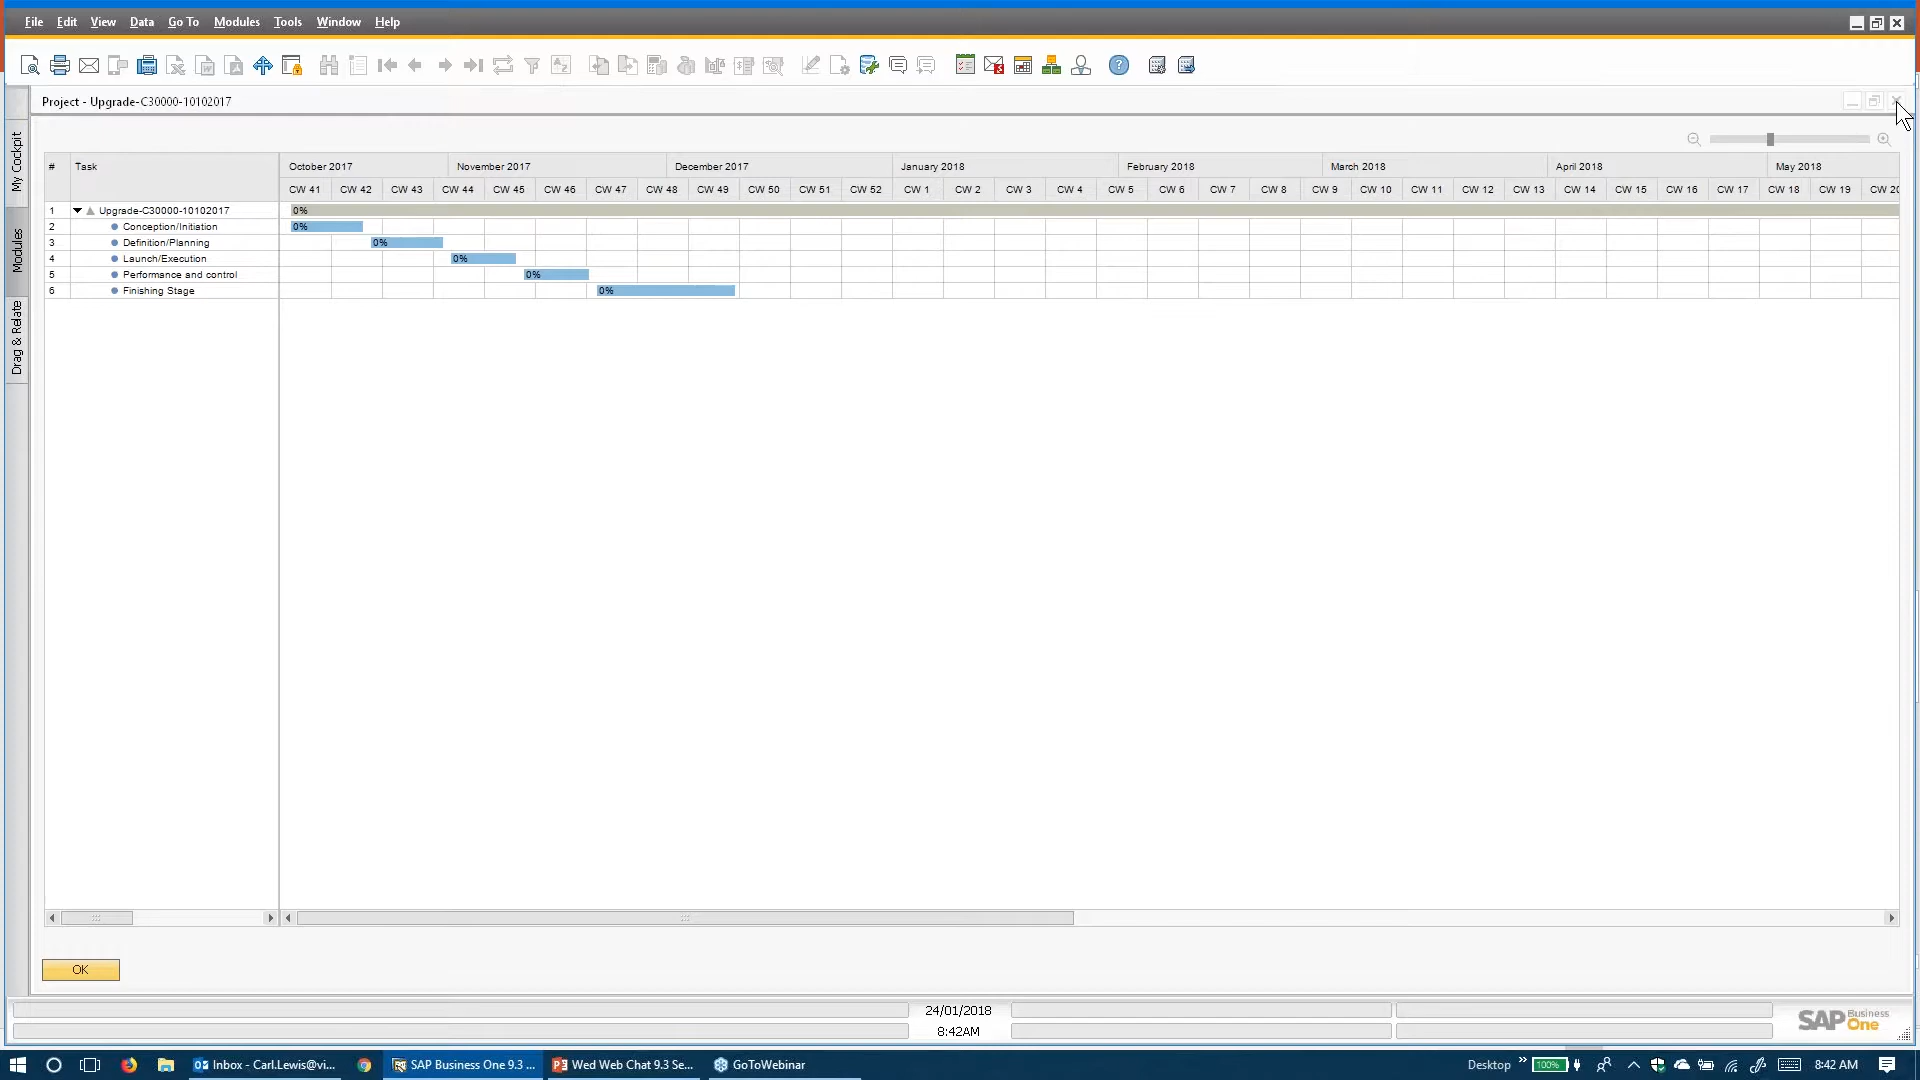 File Edit View Data Go To Modules Tools Window Help
Project - Upgrade-C30000-10102017
My Cockpit
Modules
Drag & Relate
# Task October 2017 November 2017 December 2017 January 2018 February 2018 March 2018 April 2018 May 2018
CW 41 CW 42 CW 43 CW 44 CW 45 CW 46 CW 47 CW 48 CW 49 CW 50 CW 51 CW 52 CW 1 CW 2 CW 3 CW 4 CW 5 CW 6 CW 7 CW 8 CW 9 CW 10 CW 11 CW 12 CW 13 CW 14 CW 15 CW 16 CW 17 CW 18 CW 19 CW 20
1 Upgrade-C30000-10102017 0%
2 Conception/Initiation 0%
3 Definition/Planning 0%
4 Launch/Execution 0%
5 Performance and control 0%
6 Finishing Stage 0%
OK
24/01/2018
8:42AM
SAP Business One
Inbox - Carl.Lewis@vi... SAP Business One 9.3 ... Wed Web Chat 9.3 Se... GoToWebinar Desktop 100% 8:42 AM